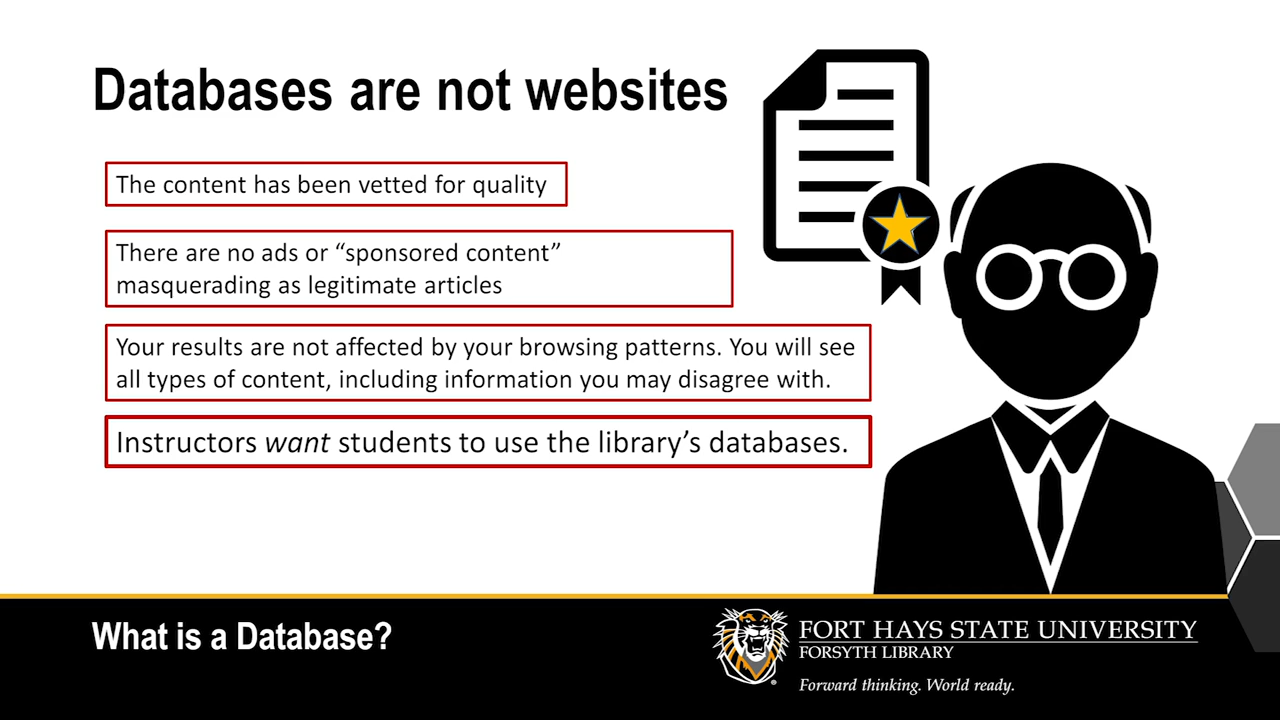 Databases are not websites
The content has been vetted for quality
There are no ads or “sponsored content”
masquerading as legitimate articles
Your results are not affected by your browsing patterns. You will see
all types of content, including information you may disagree with.
Instructors want students to use the library’s databases.
What is a Database?
FORT HAYS STATE UNIVERSITY
FORSYTH LIBRARY
Forward thinking. World ready.